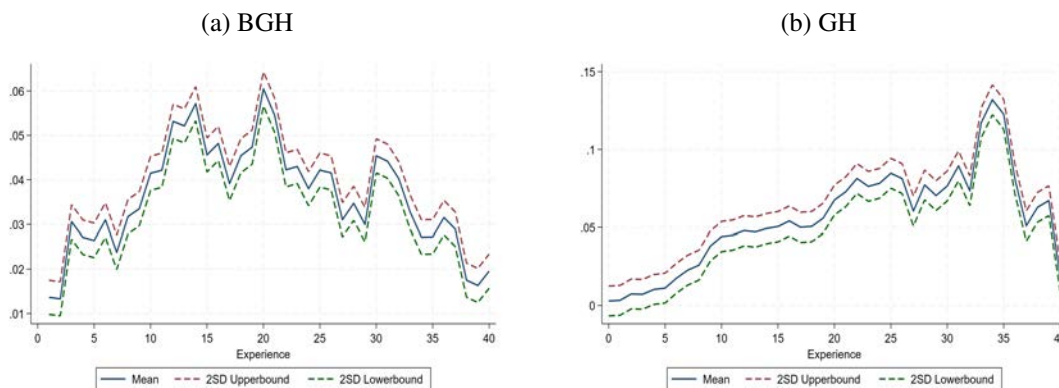 (a) BGH
.06
.05
.04
.03
.02
.01
0 5 10 15 20 25 30 35 40
Experience
Mean 2SD Upperbound 2SD Lowerbound
(b) GH
.15
.1
.05
0
0 5 10 15 20 25 30 35 4
Experience
Mean 2SD Upperbound 2SD Lowerbound